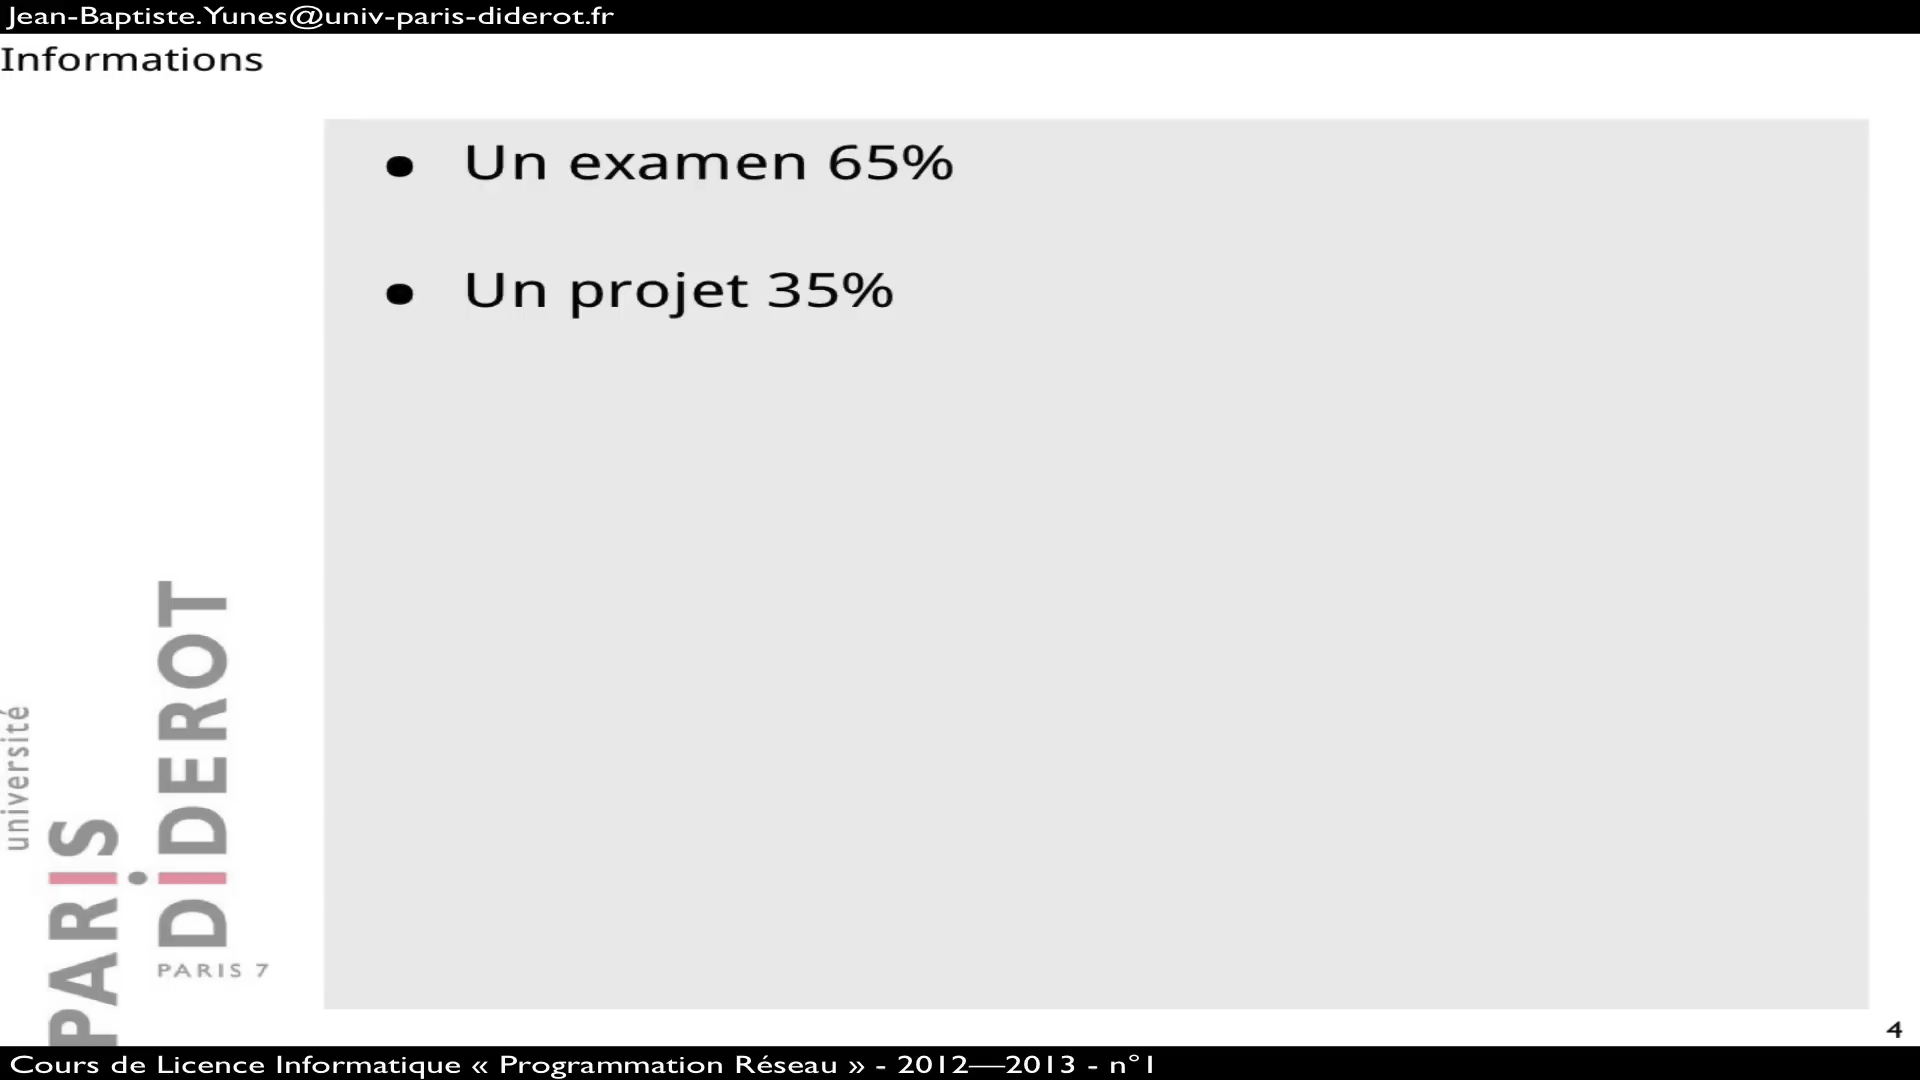 Jean-Baptiste.Yunes@univ-paris-diderot.fr
Informations
• Un examen 65%
• Un projet 35%
université
PARIS
DIDEROT
PARIS 7
4
Cours de Licence Informatique « Programmation Réseau » - 2012—2013 - n°1